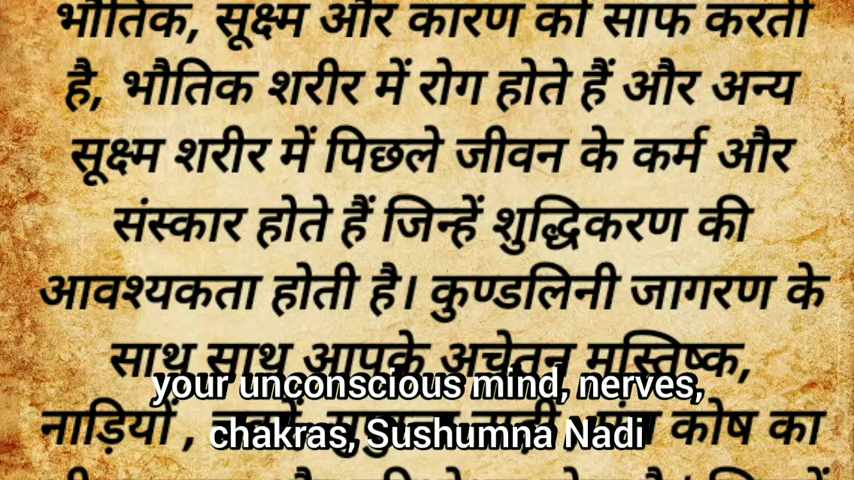 भौतिक, सूक्ष्म और कारण को साफ करती
है, भौतिक शरीर में रोग होते हैं और अन्य
सूक्ष्म शरीर में पिछले जीवन के कर्म और
संस्कार होते हैं जिन्हें शुद्धिकरण की
आवश्यकता होती है। कुण्डलिनी जागरण के
साथ साथ आपके अचेतन मस्तिष्क,
your unconscious mind, nerves,
नाड़ियों , कोष का
chakras, Sushumna Nadi